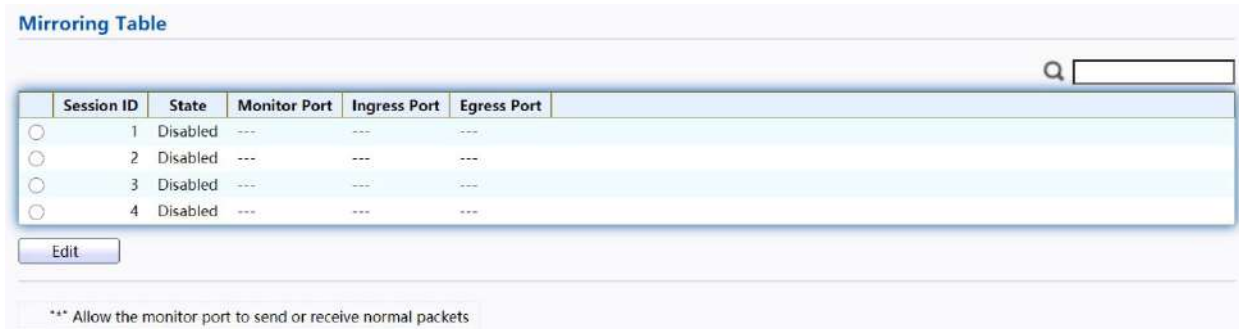 Mirroring Table
Session ID State Monitor Port Ingress Port Egress Port
1 Disabled --- --- ---
2 Disabled --- --- ---
3 Disabled --- --- ---
4 Disabled --- --- ---
Edit
"*" Allow the monitor port to send or receive normal packets